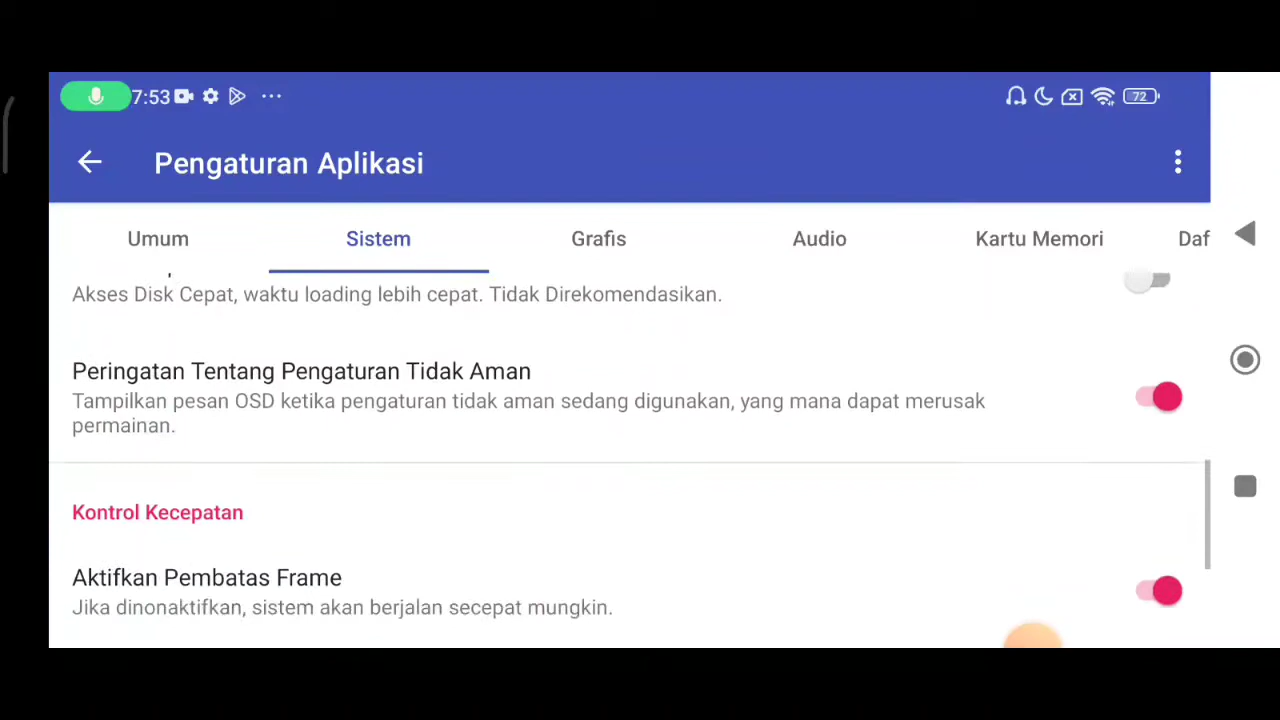 7:53
72
Pengaturan Aplikasi
Umum Sistem Grafis Audio Kartu Memori Daf
Akses Disk Cepat, waktu loading lebih cepat. Tidak Direkomendasikan.
Peringatan Tentang Pengaturan Tidak Aman
Tampilkan pesan OSD ketika pengaturan tidak aman sedang digunakan, yang mana dapat merusak
permainan.
Kontrol Kecepatan
Aktifkan Pembatas Frame
Jika dinonaktifkan, sistem akan berjalan secepat mungkin.